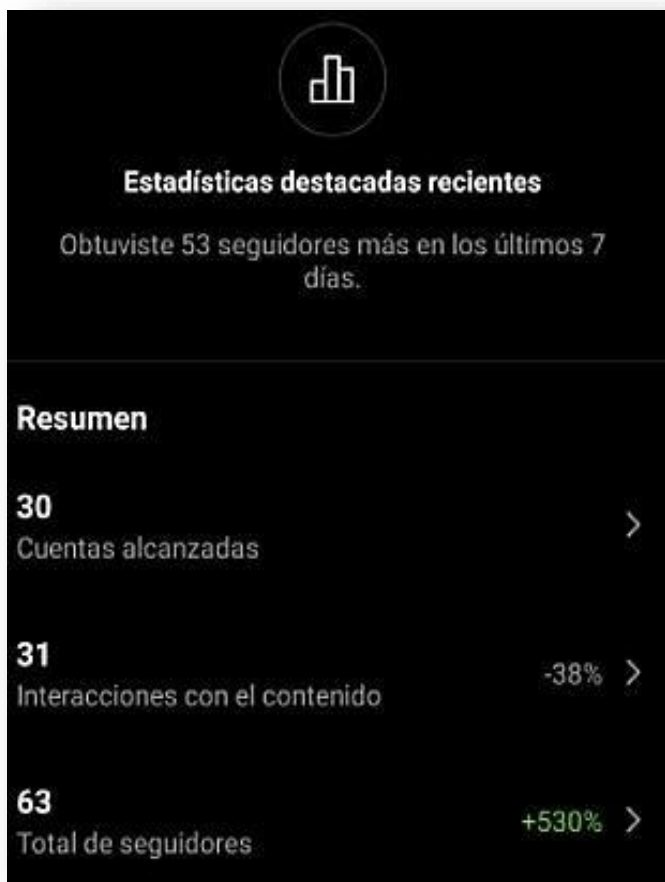 Estadísticas destacadas recientes
Obtuviste 53 seguidores más en los últimos 7
días.
Resumen
30
Cuentas alcanzadas
31
Interacciones con el contenido
-38%
63
Total de seguidores
+530%